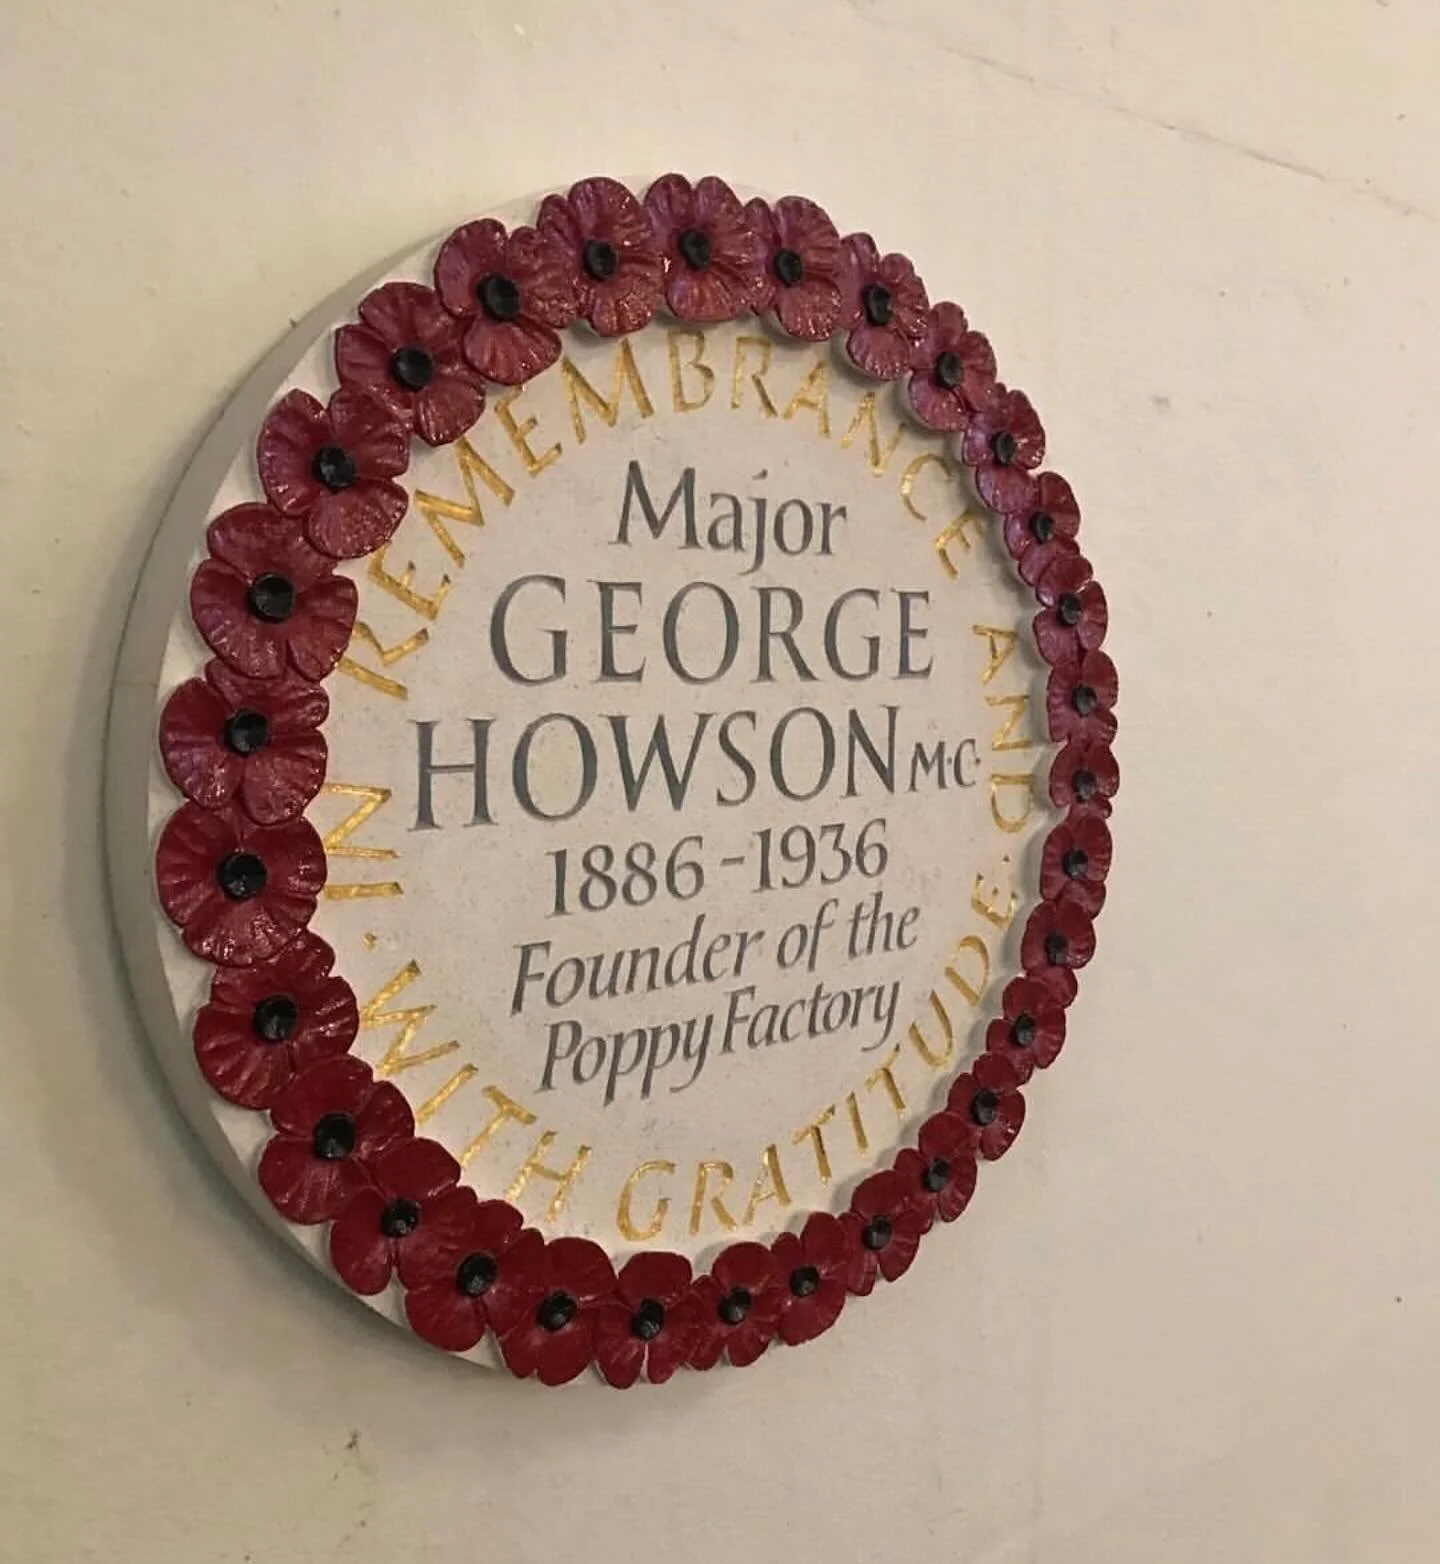 IN REMEMBRANCE AND
Major
GEORGE
HOWSON M·C·
1886-1936
Founder of the
Poppy Factory
· WITH GRATITUDE ·